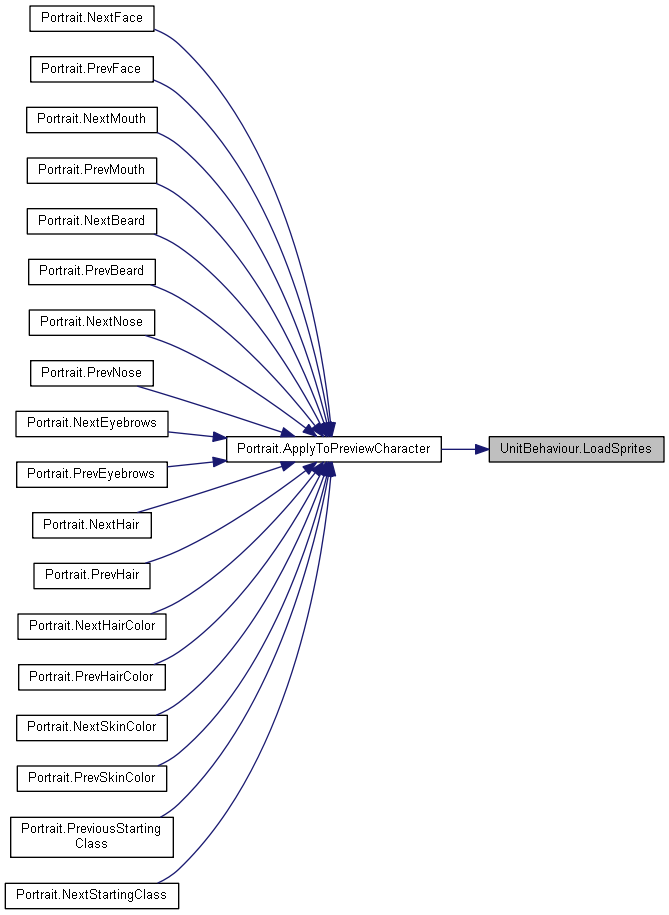 Portrait.NextFace
Portrait.PrevFace
Portrait.NextMouth
Portrait.PrevMouth
Portrait.NextBeard
Portrait.PrevBeard
Portrait.NextNose
Portrait.PrevNose
Portrait.NextEyebrows
Portrait.ApplyToPreviewCharacter
UnitBehaviour.LoadSprites
Portrait.PrevEyebrows
Portrait.NextHair
Portrait.PrevHair
Portrait.NextHairColor
Portrait.PrevHairColor
Portrait.NextSkinColor
Portrait.PrevSkinColor
Portrait.PreviousStarting
Class
Portrait.NextStartingClass